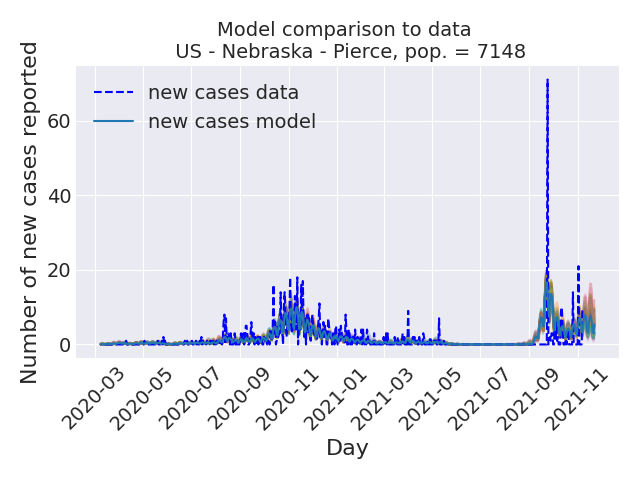 Model comparison to data
US - Nebraska - Pierce, pop. = 7148
Number of new cases reported
new cases data
new cases model
60
40
20
0
2020-03
2020-05
2020-07
2020-09
2020-11
2021-01
2021-03
2021-05
2021-07
2021-09
2021-11
Day